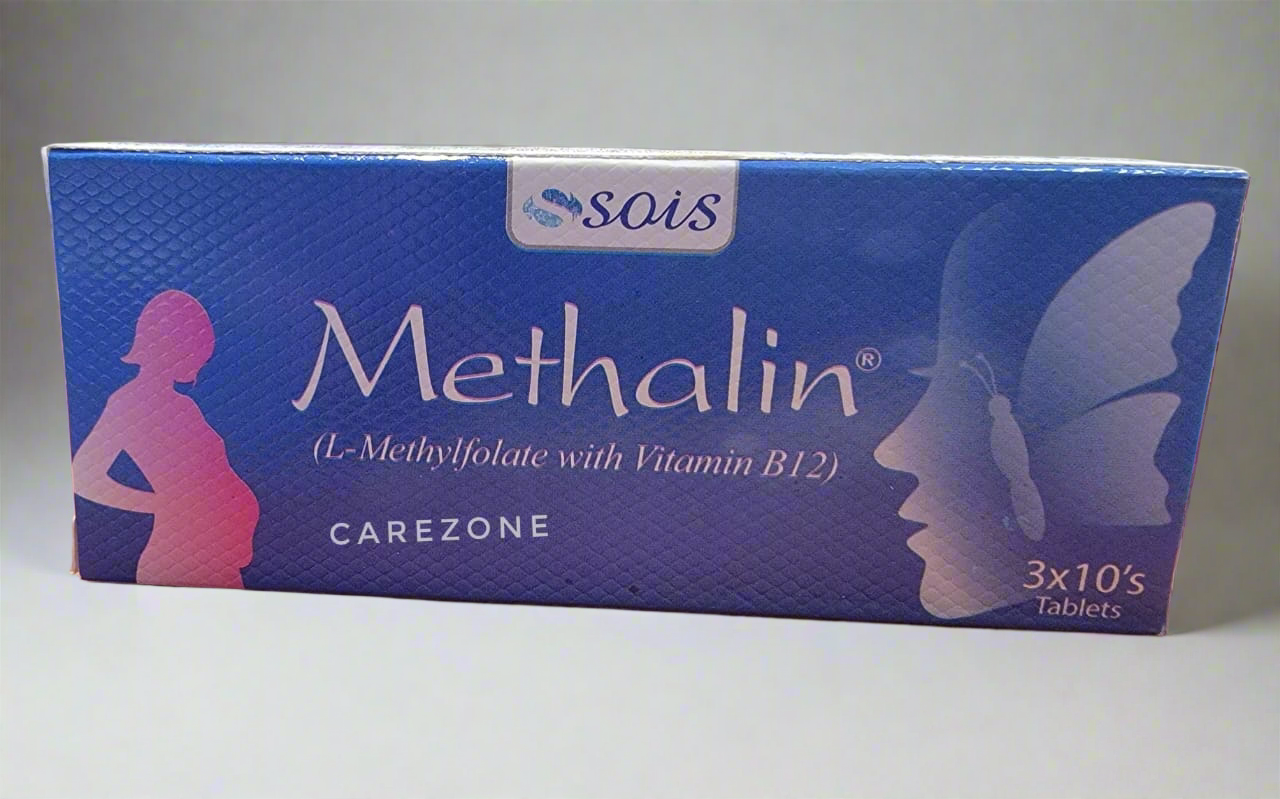 sois
Methalin®
(L-Methylfolate with Vitamin B12)
CAREZONE
3x10's
Tablets